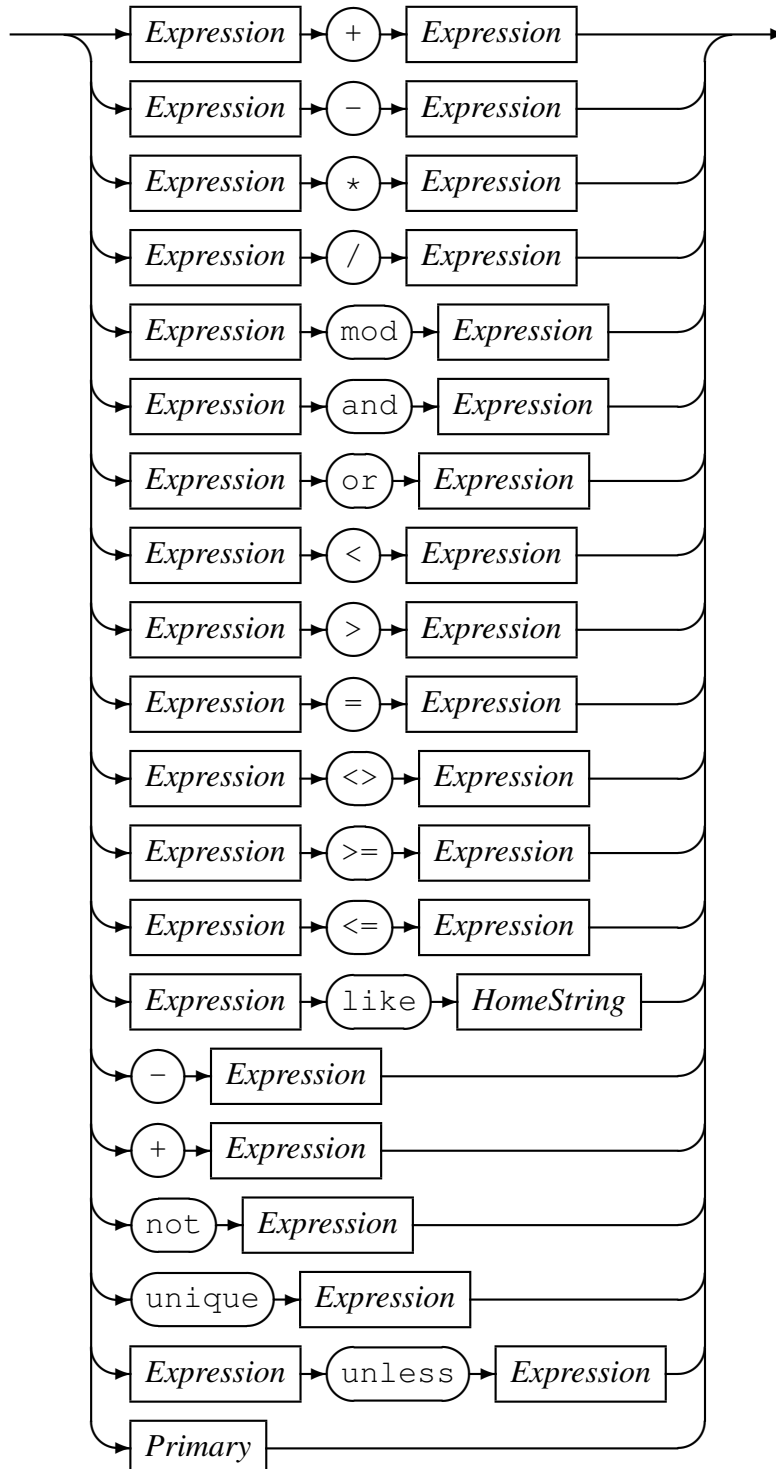 Expression + Expression
Expression - Expression
Expression * Expression
Expression / Expression
Expression mod Expression
Expression and Expression
Expression or Expression
Expression < Expression
Expression > Expression
Expression = Expression
Expression <> Expression
Expression >= Expression
Expression <= Expression
Expression like HomeString
- Expression
+ Expression
not Expression
unique Expression
Expression unless Expression
Primary